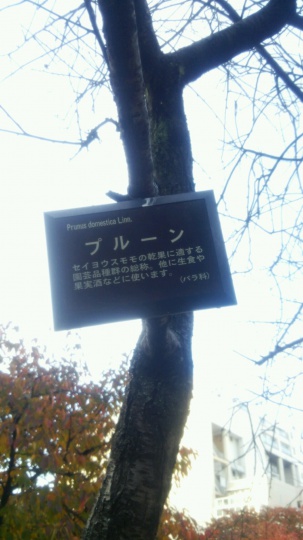 Prunus domestica Linn.
プルーン
セイヨウスモモの乾果に適する
園芸品種群の総称。他に生食や
果実酒などに使います。
(バラ科)